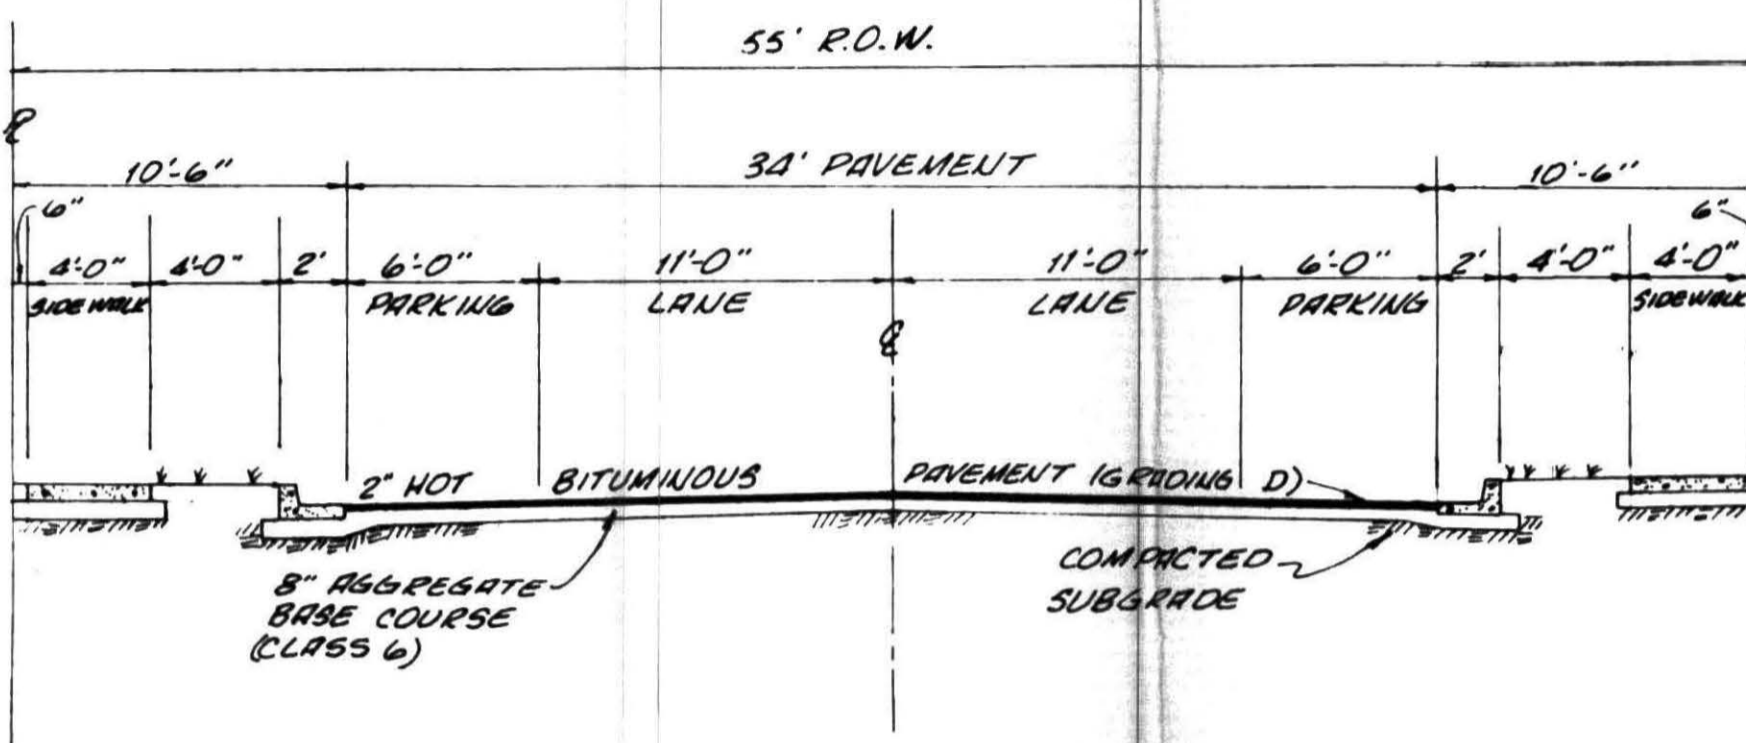 55' R.O.W.
P̲L̲
10'-6" 34' PAVEMENT 10'-6"
6" 6"
4'-0" 4'-0" 2' 6'-0" 11'-0" 11'-0" 6'-0" 2' 4'-0" 4'-0"
SIDEWALK PARKING LANE LANE PARKING SIDEWALK
℄
2" HOT BITUMINOUS PAVEMENT (GRADING D)
8" AGGREGATE
BASE COURSE
(CLASS 6)
COMPACTED
SUBGRADE